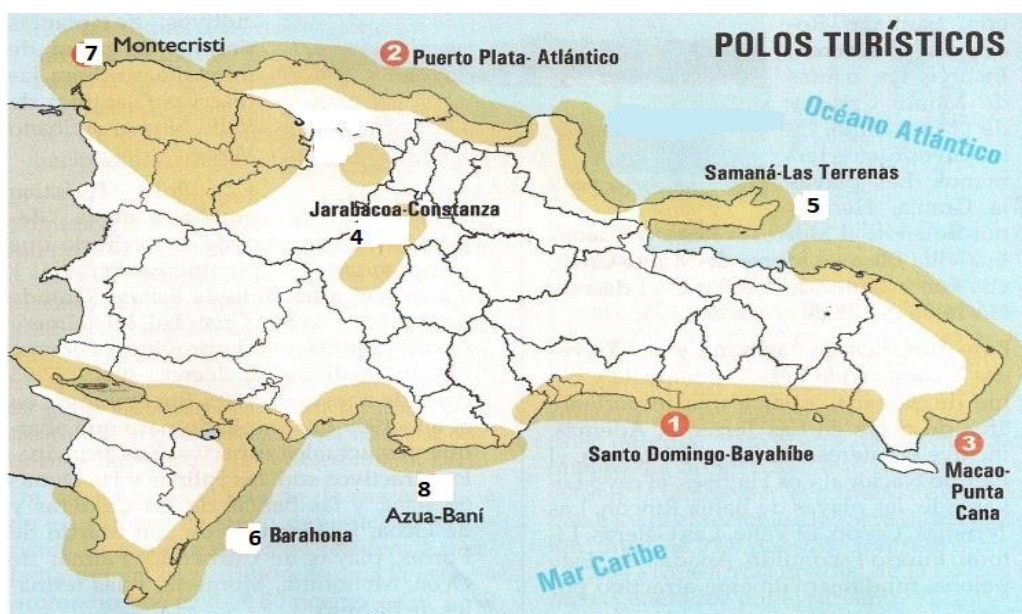 POLOS TURÍSTICOS
7 Montecristi
2 Puerto Plata- Atlántico
Océano Atlántico
Samaná-Las Terrenas
5
Jarabacoa-Constanza
4
1
Santo Domingo-Bayahíbe
3
Macao-
Punta
Cana
8
Azua-Baní
6 Barahona
Mar Caribe